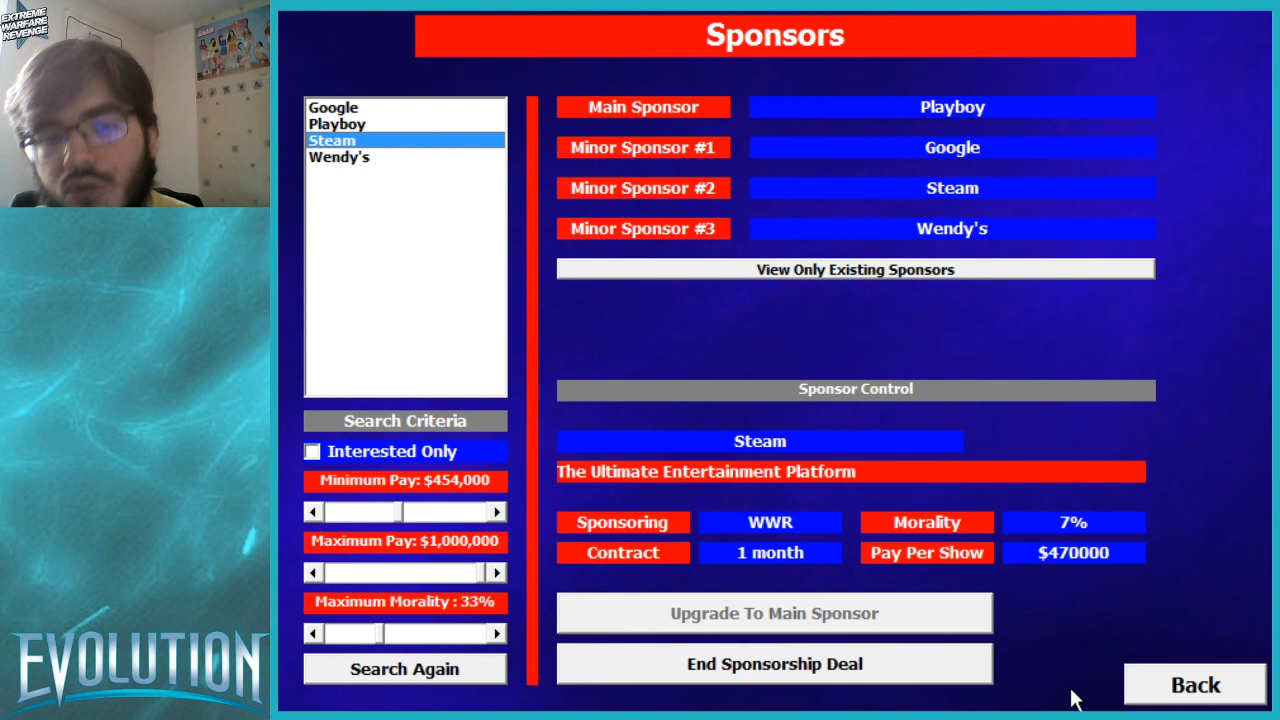 EXTREME
WARFARE
REVENGE
Sponsors
Google
Playboy
Steam
Wendy's
Search Criteria
Interested Only
Minimum Pay: $454,000
Maximum Pay: $1,000,000
Maximum Morality : 33%
Search Again
Main Sponsor Playboy
Minor Sponsor #1 Google
Minor Sponsor #2 Steam
Minor Sponsor #3 Wendy's
View Only Existing Sponsors
Sponsor Control
Steam
The Ultimate Entertainment Platform
Sponsoring WWR Morality 7%
Contract 1 month Pay Per Show $470000
Upgrade To Main Sponsor
End Sponsorship Deal
Back
EVOLUTION